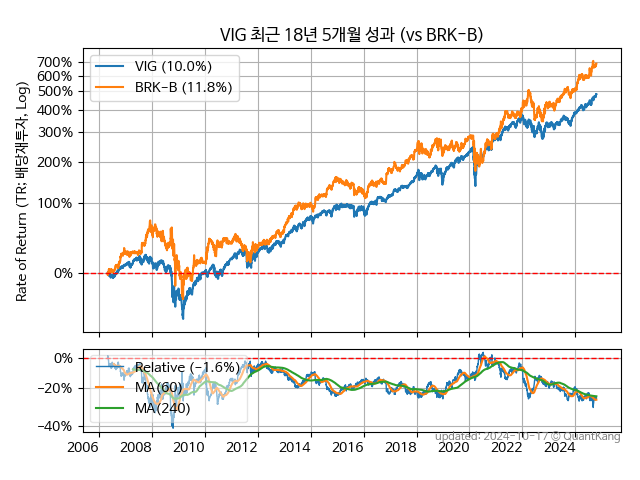 VIG 최근 18년 5개월 성과 (vs BRK-B)
Rate of Return (TR: 배당재투자, Log)
700%
600%
500%
400%
300%
200%
100%
0%
VIG (10.0%)
BRK-B (11.8%)
0%
-20%
-40%
Relative (-1.6%)
MA(60)
MA(240)
2006 2008 2010 2012 2014 2016 2018 2020 2022 2024
updated: 2024-10-17 © QuantKang